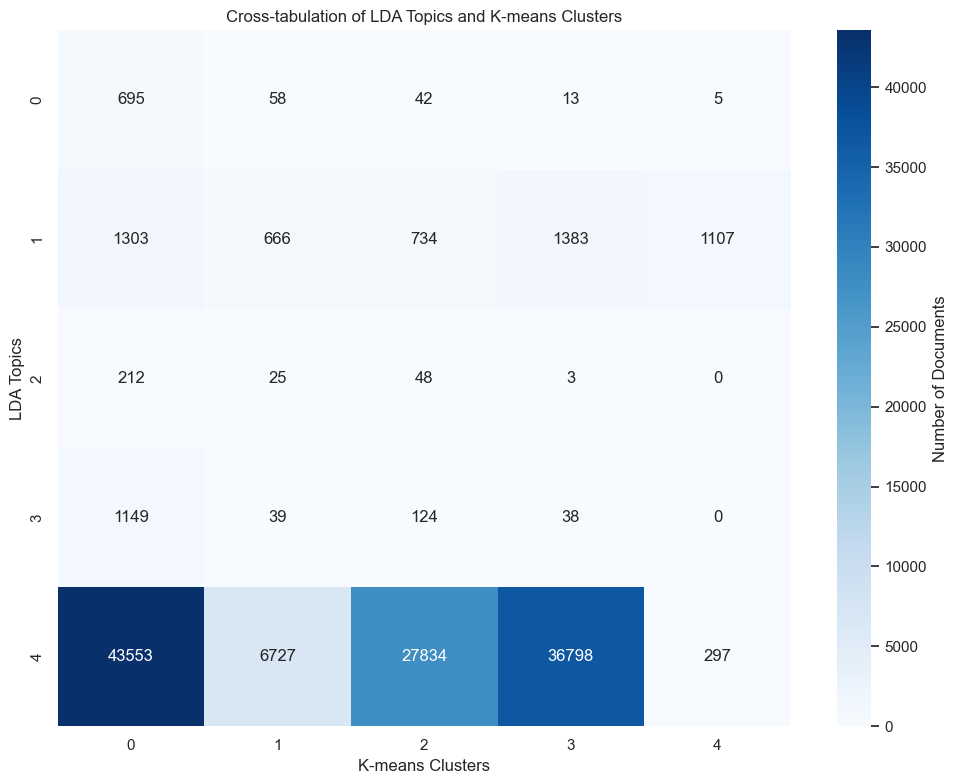 Cross-tabulation of LDA Topics and K-means Clusters
LDA Topics
0
695 58 42 13 5
1
1303 666 734 1383 1107
2
212 25 48 3 0
3
1149 39 124 38 0
4
43553 6727 27834 36798 297
0 1 2 3 4
K-means Clusters
40000
35000
30000
25000
20000
15000
10000
5000
0
Number of Documents